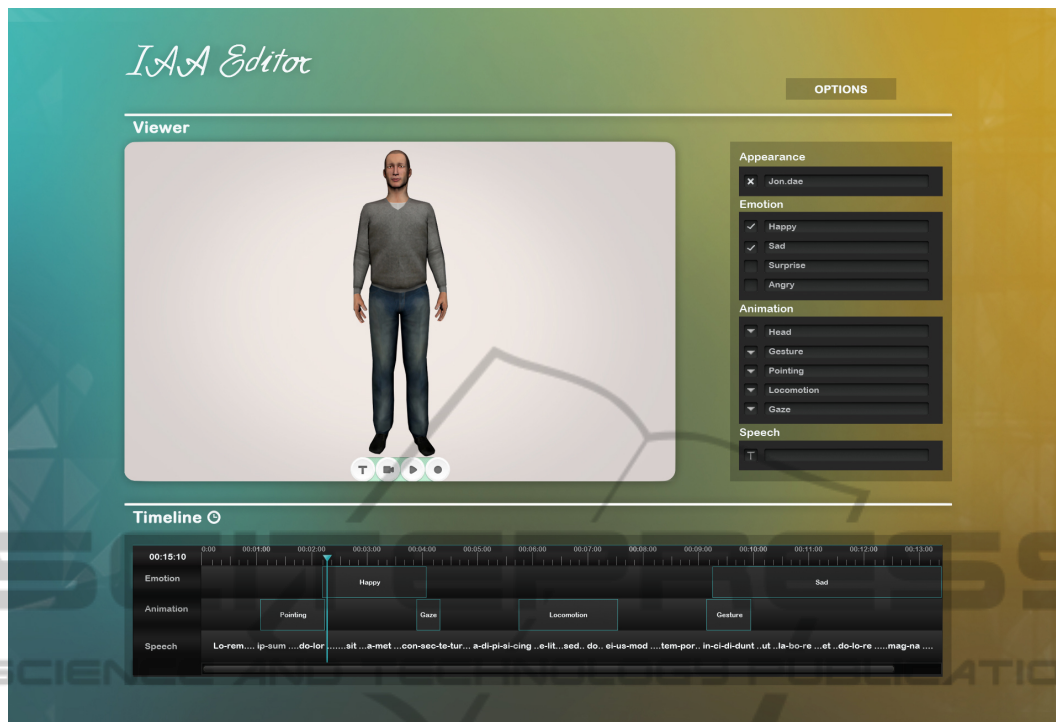 IAA Editor
OPTIONS
Viewer
Appearance
Jon.dae
Emotion
Happy
Sad
Surprise
Angry
Animation
Head
Gesture
Pointing
Locomotion
Gaze
Speech
T
T
Timeline
00:15:10
0:00 00:01:00 00:02:00 00:03:00 00:04:00 00:05:00 00:06:00 00:07:00 00:08:00 00:09:00 00:10:00 00:11:00 00:12:00 00:13:00
Emotion Happy Sad
Animation Pointing Gaze Locomotion Gesture
Speech Lo-rem.... ip-sum ....do-lor .......sit ...a-met ...con-sec-te-tur... a-di-pi-si-cing ..e-lit...sed.. do.. ei-us-mod ....tem-por.. in-ci-di-dunt ..ut ..la-bo-re ...et ..do-lo-re .....mag-na ....
SCIENCE AND TECHNOLOGY PUBLICATIO